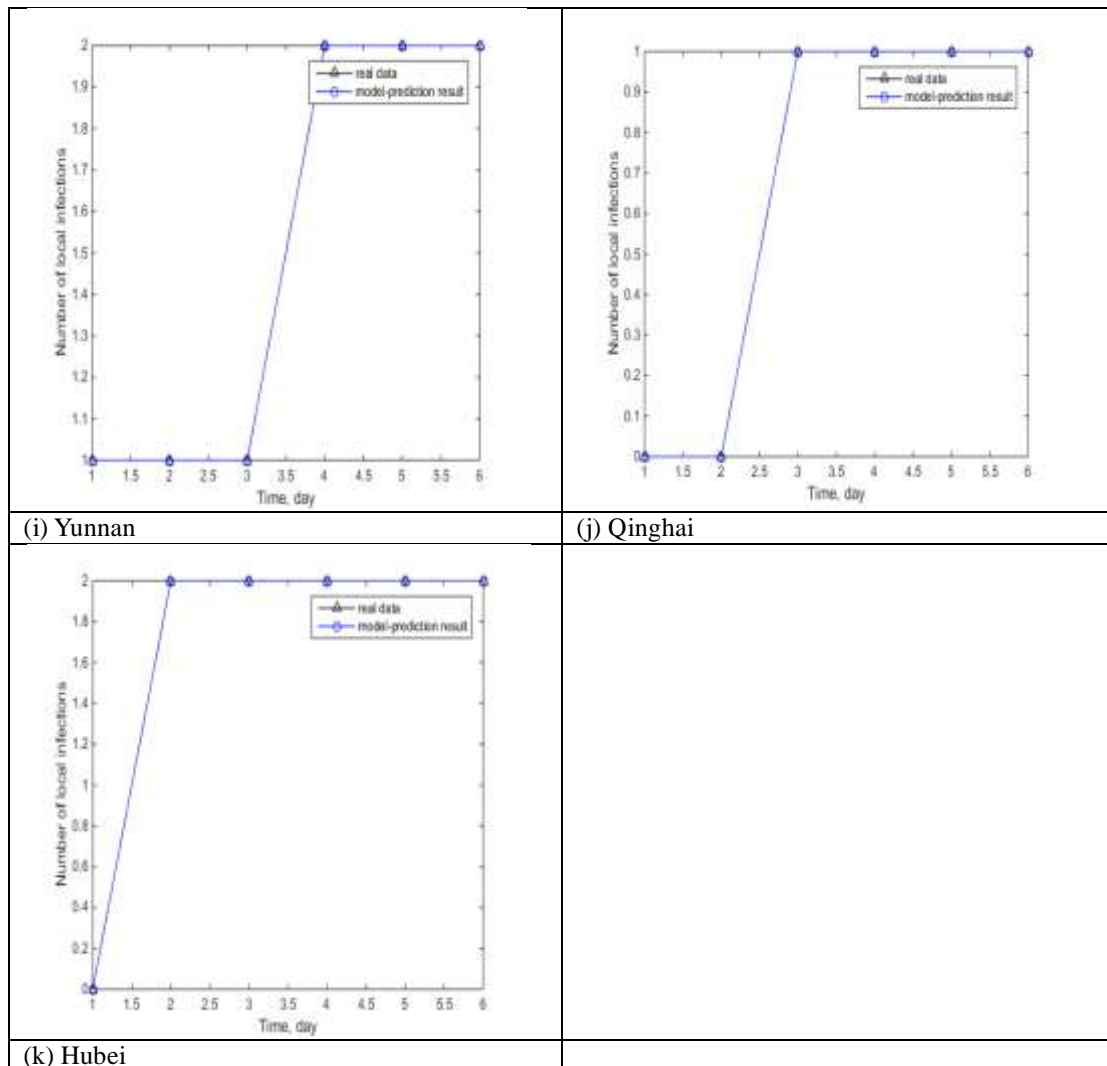 2
1.9
1.8
1.7
1.6
1.5
1.4
1.3
1.2
1.1
1
Number of local infections
real data
model-prediction result
1 1.5 2 2.5 3 3.5 4 4.5 5 5.5 6
Time, day
1
0.9
0.8
0.7
0.6
0.5
0.4
0.3
0.2
0.1
0
Number of local infections
real data
model-prediction result
1 1.5 2 2.5 3 3.5 4 4.5 5 5.5 6
Time, day
(i) Yunnan
(j) Qinghai
2
1.8
1.6
1.4
1.2
1
0.8
0.6
0.4
0.2
0
Number of local infections
real data
model-prediction result
1 1.5 2 2.5 3 3.5 4 4.5 5 5.5 6
Time, day
(k) Hubei